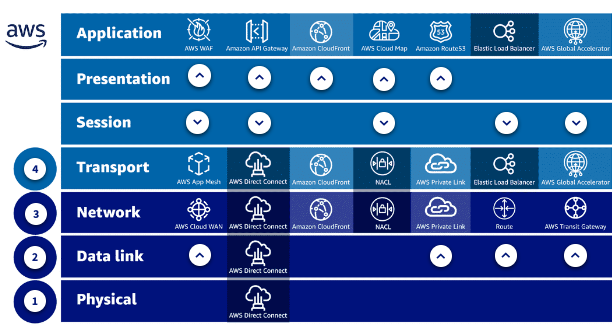 aws
Application
AWS WAF
Amazon API Gateway
Amazon CloudFront
AWS Cloud Map
Amazon Route53
53
Elastic Load Balancer
AWS Global Accelerator
Presentation
Session
4
Transport
AWS App Mesh
AWS Direct Connect
Amazon CloudFront
NACL
AWS Private Link
Elastic Load Balancer
AWS Global Accelerator
3
Network
AWS Cloud WAN
AWS Direct Connect
Amazon CloudFront
NACL
AWS Private Link
Route
AWS Transit Gateway
2
Data link
AWS Direct Connect
1
Physical
AWS Direct Connect